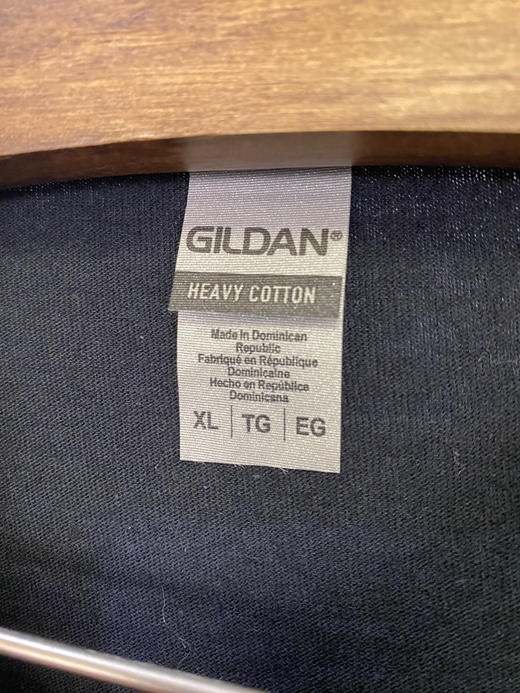 GILDAN®
HEAVY COTTON
Made in Dominican
Republic
Fabriqué en République
Dominicaine
Hecho en República
Dominicana
XL | TG | EG